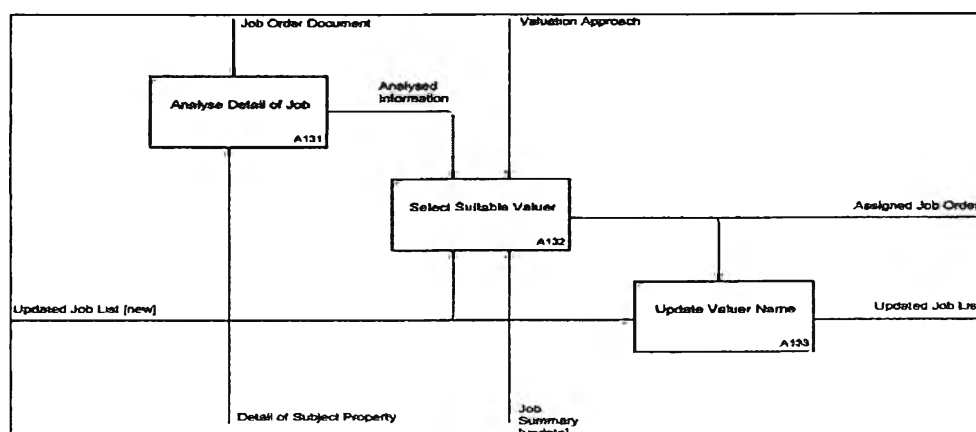 Job Order Document
Valuation Approach
Analysed
Information
Analyse Detail of Job
A131
Select Suitable Valuer
A132
Assigned Job Order
Updated Job List [new]
Update Valuer Name
A133
Updated Job List
Detail of Subject Property
Job
Summary
[update]